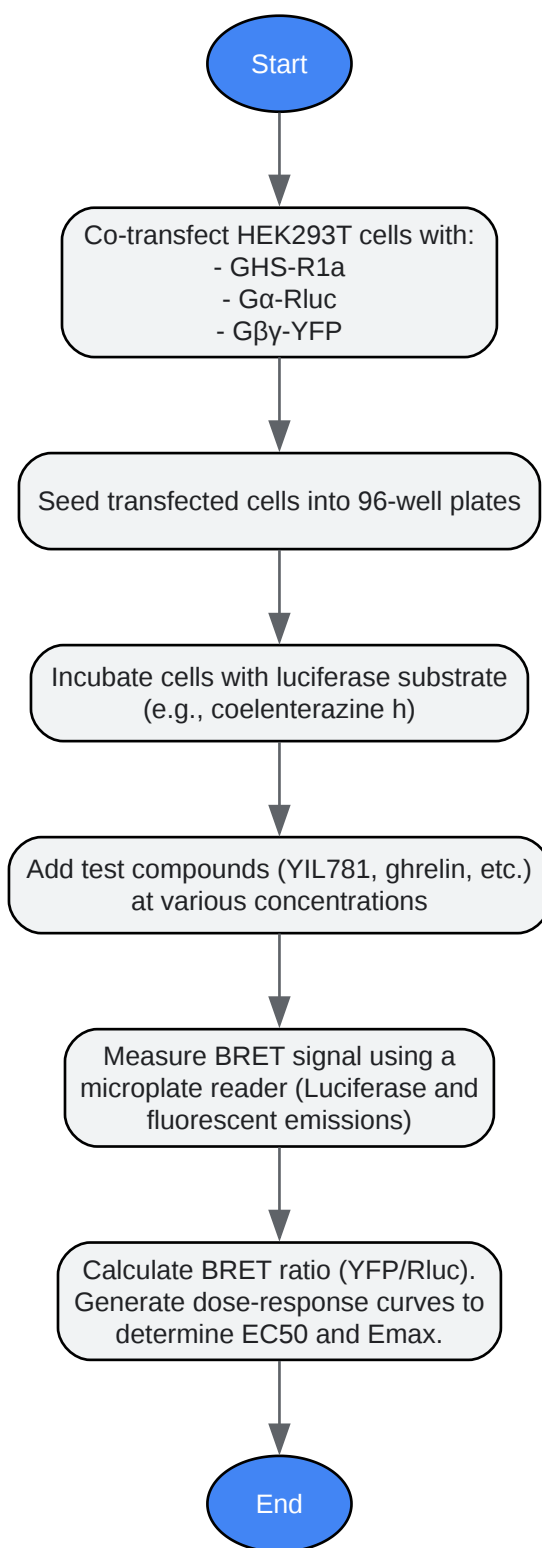 Start
Co-transfect HEK293T cells with:
- GHS-R1a
- Gα-Rluc
- Gβγ-YFP
Seed transfected cells into 96-well plates
Incubate cells with luciferase substrate
(e.g., coelenterazine h)
Add test compounds (YIL781, ghrelin, etc.)
at various concentrations
Measure BRET signal using a
microplate reader (Luciferase and
fluorescent emissions)
Calculate BRET ratio (YFP/Rluc).
Generate dose-response curves to
determine EC50 and Emax.
End